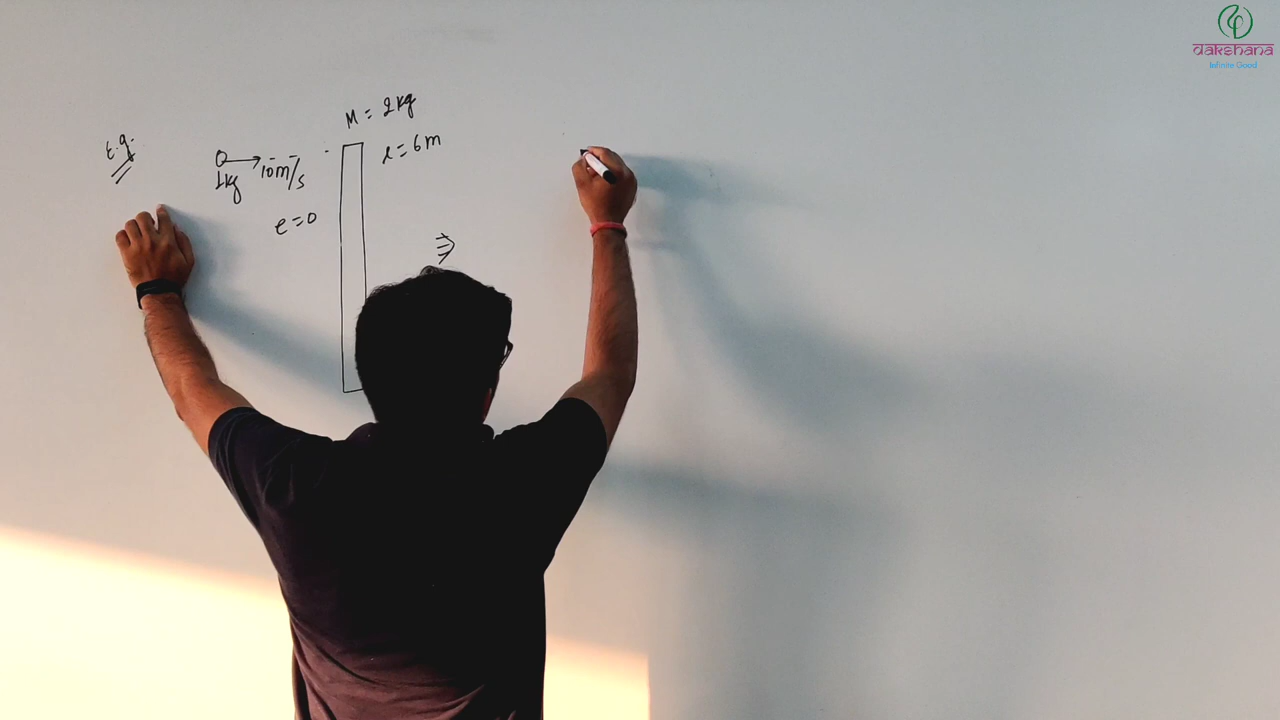 E.g.
M = 2kg
l = 6m
1kg
10m/s
e = 0
⇒
dakshana
Infinite Good